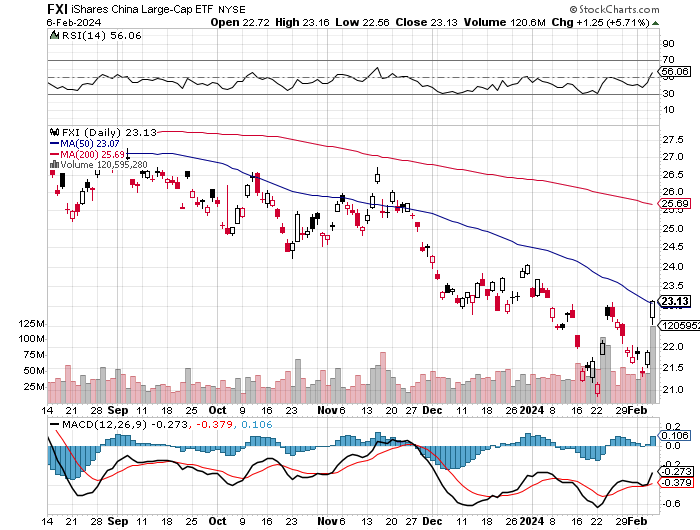 FXI iShares China Large-Cap ETF NYSE © StockCharts.com
6-Feb-2024 Open 22.72 High 23.16 Low 22.56 Close 23.13 Volume 120.6M Chg +1.25 (+5.71%)
RSI(14) 56.06
90
70
56.06
50
30
10
FXI (Daily) 23.13
MA(50) 23.07
MA(200) 25.69
Volume 120,595,280
27.5
27.0
26.5
26.0
25.69
25.5
25.0
24.5
24.0
23.5
23.13
23.0
1205952
22.0
21.5
21.0
125M
100M
75M
50M
25M
14 21 28 Sep 11 18 25 Oct 9 16 23 Nov 6 13 20 27 Dec 11 18 26 2024 8 16 22 29 Feb
MACD(12,26,9) -0.273, -0.379, 0.106
0.2
0.106
0.0
-0.2
-0.273
-0.379
-0.6
14 21 28 Sep 11 18 25 Oct 9 16 23 Nov 6 13 20 27 Dec 11 18 26 2024 8 16 22 29 Feb